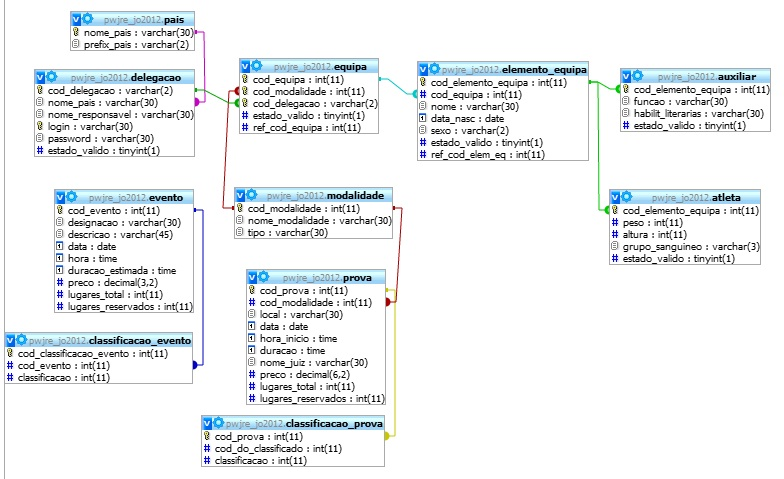 pwjre_jo2012.pais
nome_pais : varchar(30)
prefix_pais : varchar(2)
pwjre_jo2012.delegacao
cod_delegacao : varchar(2)
nome_pais : varchar(30)
nome_responsavel : varchar(30)
login : varchar(30)
password : varchar(30)
estado_valido : tinyint(1)
pwjre_jo2012.equipa
cod_equipa : int(11)
cod_modalidade : int(11)
cod_delegacao : varchar(2)
estado_valido : tinyint(1)
ref_cod_equipa : int(11)
pwjre_jo2012.elemento_equipa
cod_elemento_equipa : int(11)
cod_equipa : int(11)
nome : varchar(30)
data_nasc : date
sexo : varchar(2)
estado_valido : tinyint(1)
ref_cod_elem_eq : int(11)
pwjre_jo2012.auxiliar
cod_elemento_equipa : int(11)
funcao : varchar(30)
habilit_literarias : varchar(30)
estado_valido : tinyint(1)
pwjre_jo2012.evento
cod_evento : int(11)
designacao : varchar(30)
descricao : varchar(45)
data : date
hora : time
duracao_estimada : time
preco : decimal(3,2)
lugares_total : int(11)
lugares_reservados : int(11)
pwjre_jo2012.modalidade
cod_modalidade : int(11)
nome_modalidade : varchar(30)
tipo : varchar(30)
pwjre_jo2012.atleta
cod_elemento_equipa : int(11)
peso : int(11)
altura : int(11)
grupo_sanguineo : varchar(3)
estado_valido : tinyint(1)
pwjre_jo2012.prova
cod_prova : int(11)
cod_modalidade : int(11)
local : varchar(30)
data : date
hora_inicio : time
duracao : time
nome_juiz : varchar(30)
preco : decimal(6,2)
lugares_total : int(11)
lugares_reservados : int(11)
pwjre_jo2012.classificacao_evento
cod_classificacao_evento : int(11)
cod_evento : int(11)
classificacao : int(11)
pwjre_jo2012.classificacao_prova
cod_prova : int(11)
cod_do_classificado : int(11)
classificacao : int(11)